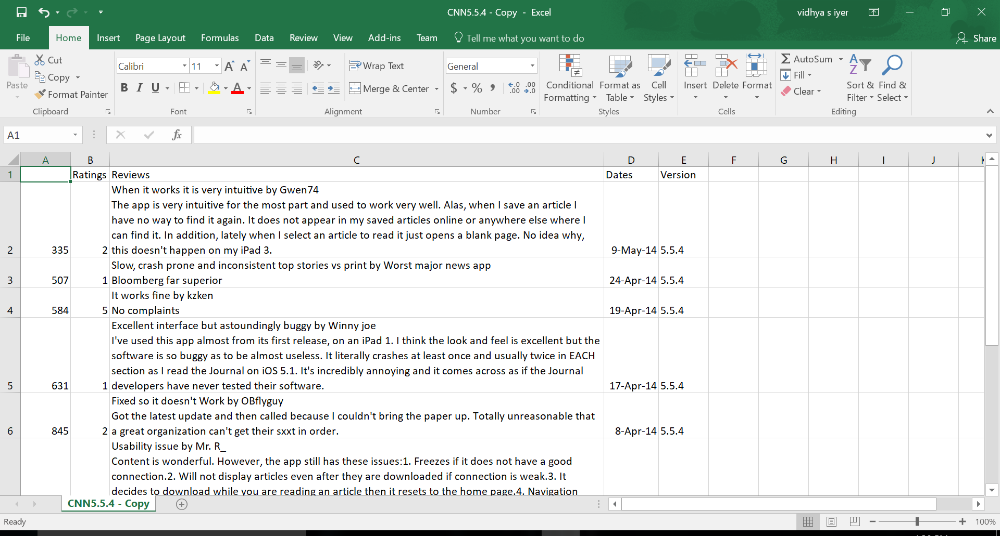 CNN5.5.4 - Copy - Excel
vidhya s iyer
File Home Insert Page Layout Formulas Data Review View Add-ins Team Tell me what you want to do Share
Paste
Cut
Copy
Format Painter
Clipboard
Calibri 11
B I U
Font
Wrap Text
Merge & Center
Alignment
General
$ % ,
Number
Conditional Formatting
Format as Table
Cell Styles
Styles
Insert Delete Format
Cells
AutoSum
Fill
Clear
Sort & Filter
Find & Select
Editing
A1 fx
A B C D E F G H I J K
1 Ratings Reviews Dates Version
When it works it is very intuitive by Gwen74
The app is very intuitive for the most part and used to work very well. Alas, when I save an article I
have no way to find it again. It does not appear in my saved articles online or anywhere else where I
can find it. In addition, lately when I select an article to read it just opens a blank page. No idea why,
2 335 2 this doesn't happen on my iPad 3. 9-May-14 5.5.4
Slow, crash prone and inconsistent top stories vs print by Worst major news app
3 507 1 Bloomberg far superior 24-Apr-14 5.5.4
It works fine by kzken
4 584 5 No complaints 19-Apr-14 5.5.4
Excellent interface but astoundingly buggy by Winny joe
I've used this app almost from its first release, on an iPad 1. I think the look and feel is excellent but the
software is so buggy as to be almost useless. It literally crashes at least once and usually twice in EACH
section as I read the Journal on iOS 5.1. It's incredibly annoying and it comes across as if the Journal
5 631 1 developers have never tested their software. 17-Apr-14 5.5.4
Fixed so it doesn't Work by OBflyguy
Got the latest update and then called because I couldn't bring the paper up. Totally unreasonable that
6 845 2 a great organization can't get their sxxt in order. 8-Apr-14 5.5.4
Usability issue by Mr. R_
Content is wonderful. However, the app still has these issues:1. Freezes if it does not have a good
connection.2. Will not display articles even after they are downloaded if connection is weak.3. It
decides to download while you are reading an article then it resets to the home page.4. Navigation
CNN5.5.4 - Copy
Ready 100%